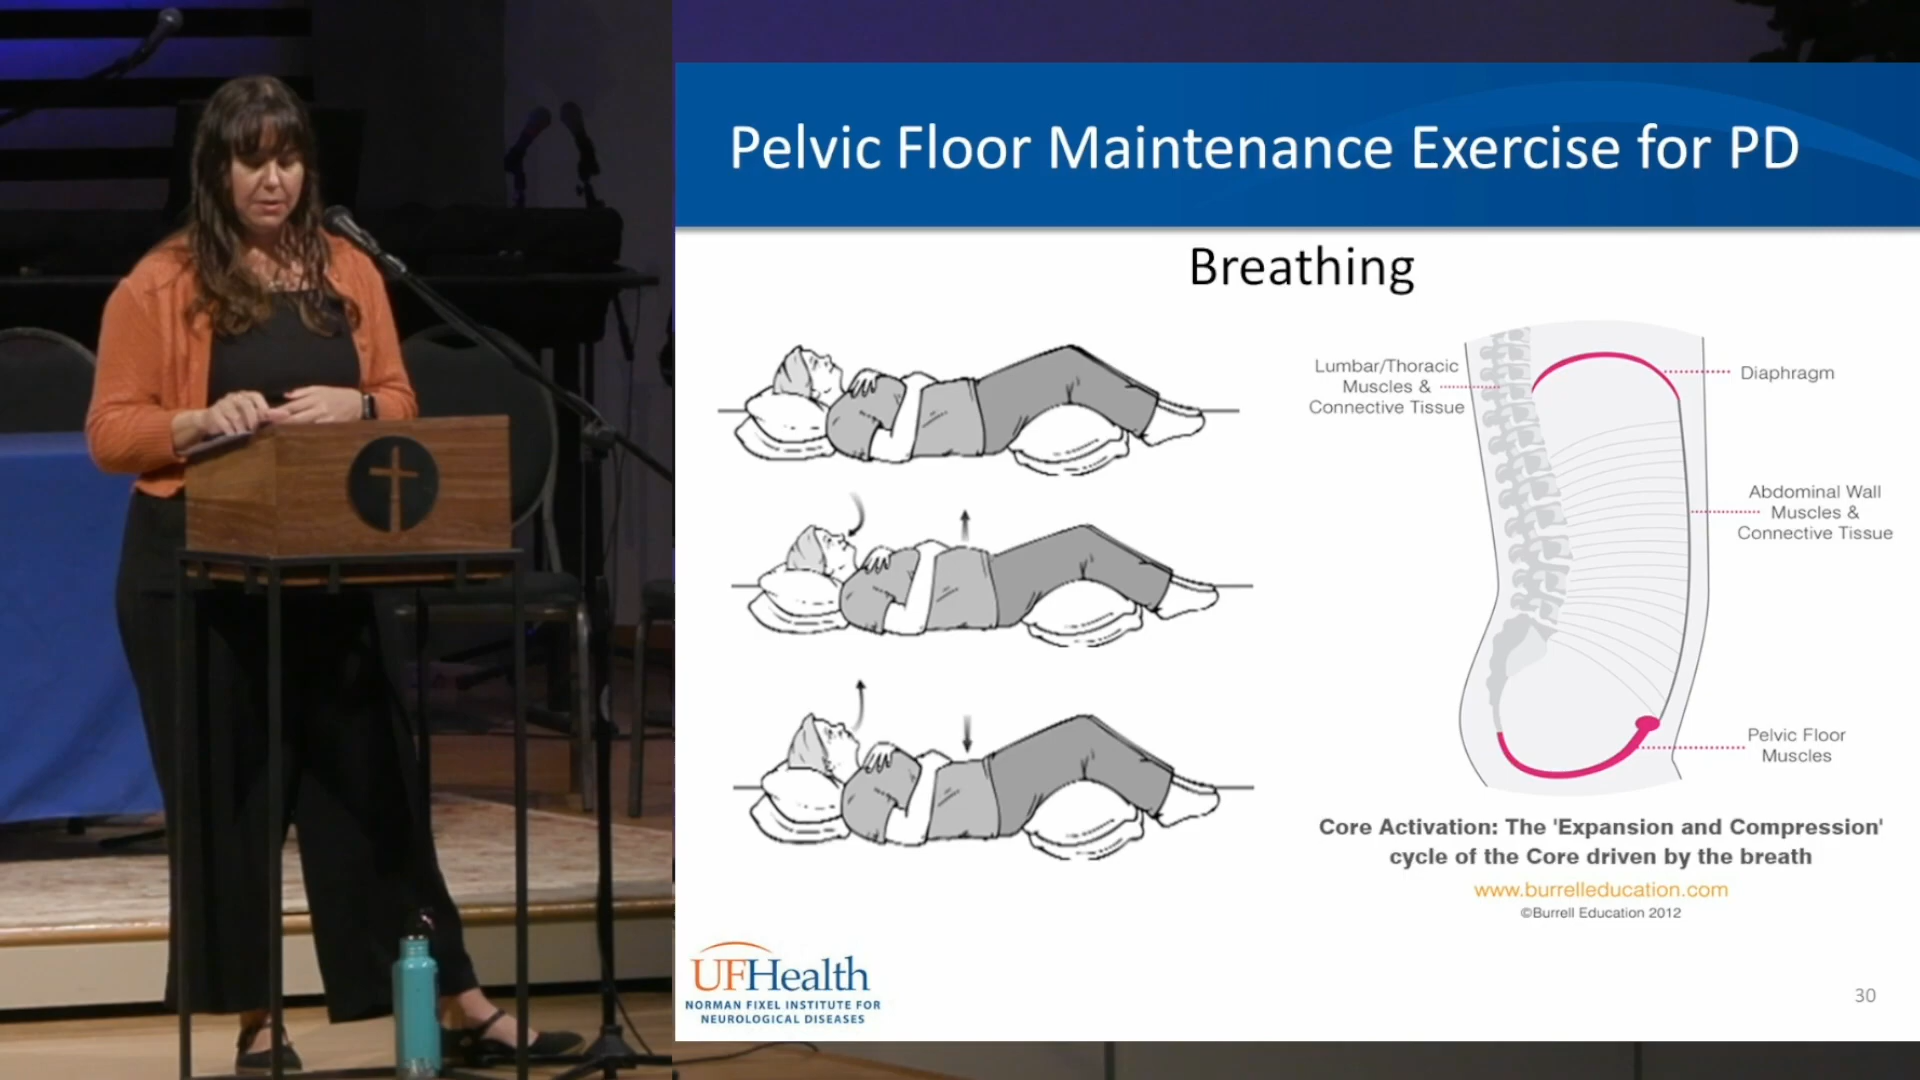 Pelvic Floor Maintenance Exercise for PD
Breathing
Lumbar/Thoracic
Muscles &
Connective Tissue
Diaphragm
Abdominal Wall
Muscles &
Connective Tissue
Pelvic Floor
Muscles
Core Activation: The 'Expansion and Compression'
cycle of the Core driven by the breath
www.burrelleducation.com
©Burrell Education 2012
UFHealth
NORMAN FIXEL INSTITUTE FOR
NEUROLOGICAL DISEASES
30